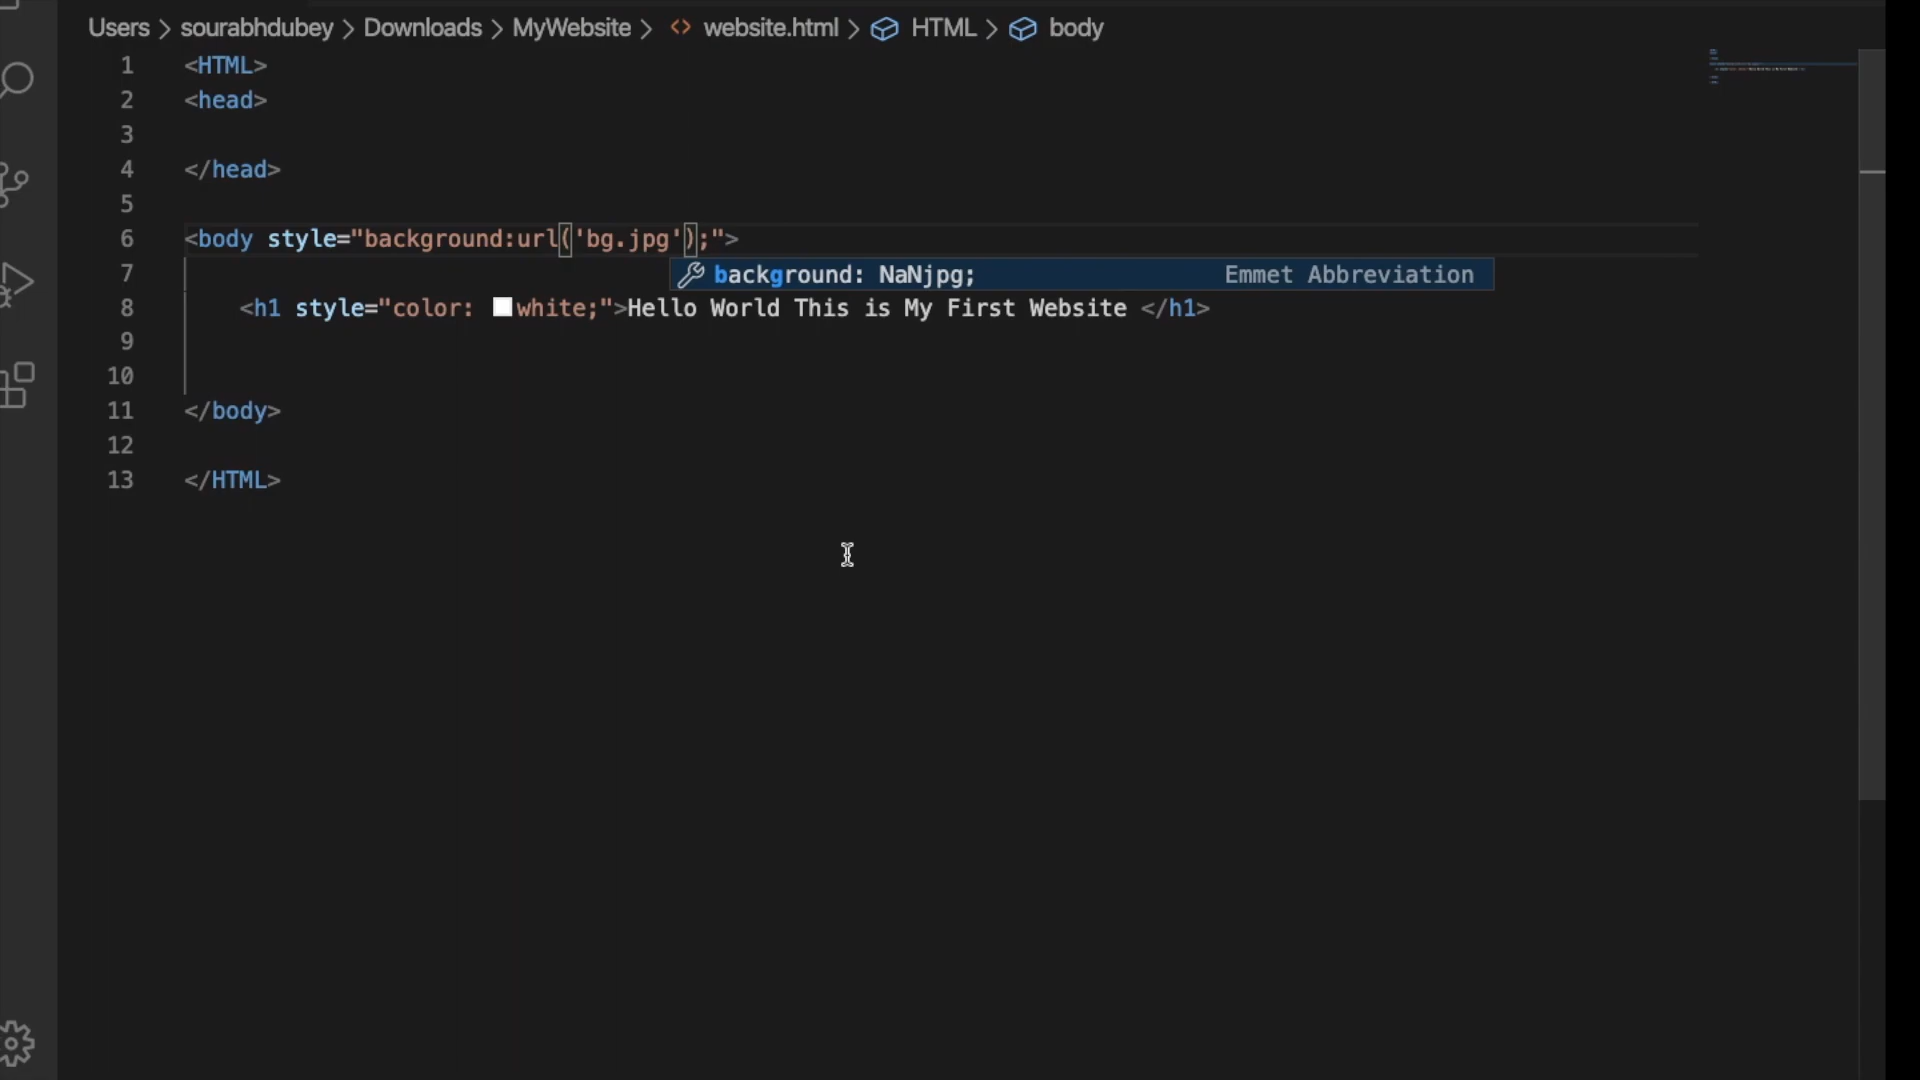 Users > sourabhdubey > Downloads > MyWebsite > <> website.html > HTML > body
1 <HTML>
2 <head>
3
4 </head>
5
6 <body style="background:url('bg.jpg');">
7 background: NaNjpg; Emmet Abbreviation
8 <h1 style="color: white;">Hello World This is My First Website </h1>
9
10
11 </body>
12
13 </HTML>